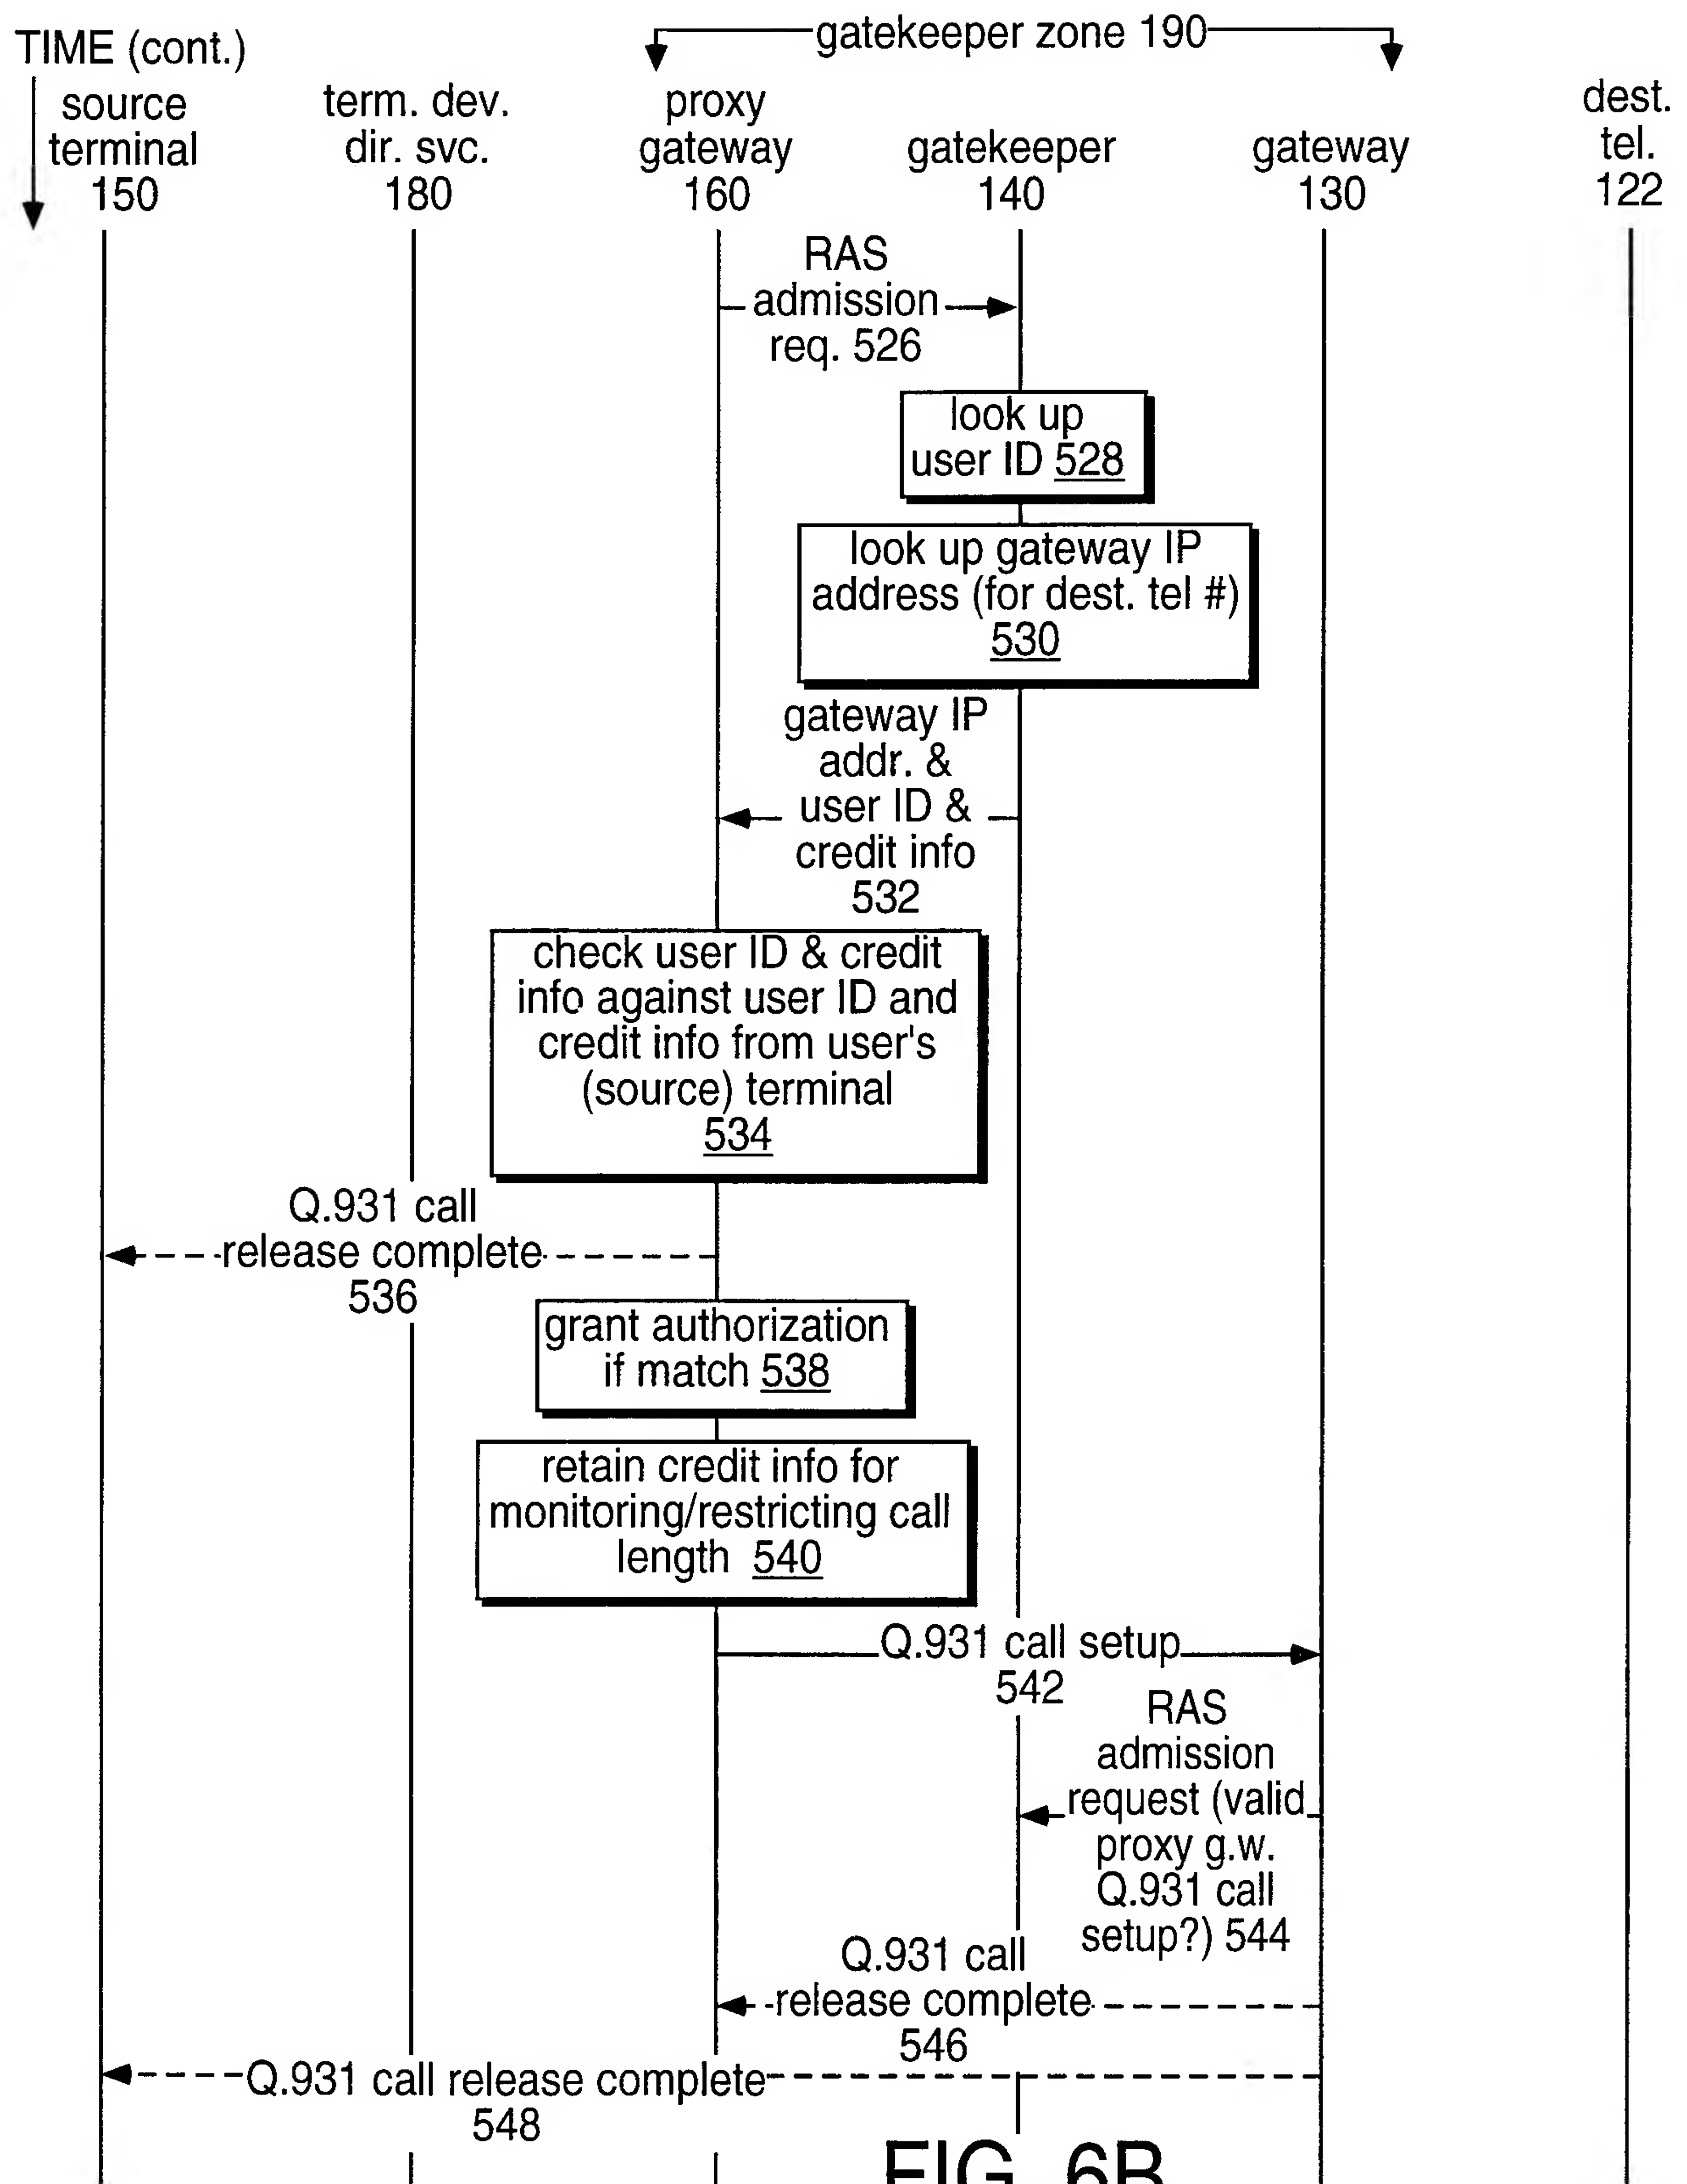 gatekeeper zone 190
TIME (cont.)
source
terminal
150
term. dev.
dir. svc.
180
proxy
gateway
160
gatekeeper
140
gateway
130
dest.
tel.
122
RAS
admission
req. 526
look up
user ID 528
look up gateway IP
address (for dest. tel #)
530
gateway IP
addr. &
user ID &
credit info
532
check user ID & credit
info against user ID and
credit info from user's
(source) terminal
534
Q.931 call
release complete
536
grant authorization
if match 538
retain credit info for
monitoring/restricting call
length 540
Q.931 call setup
542
RAS
admission
request (valid
proxy g.w.
Q.931 call
setup?) 544
Q.931 call
release complete
546
Q.931 call release complete
548
FIG. 6B